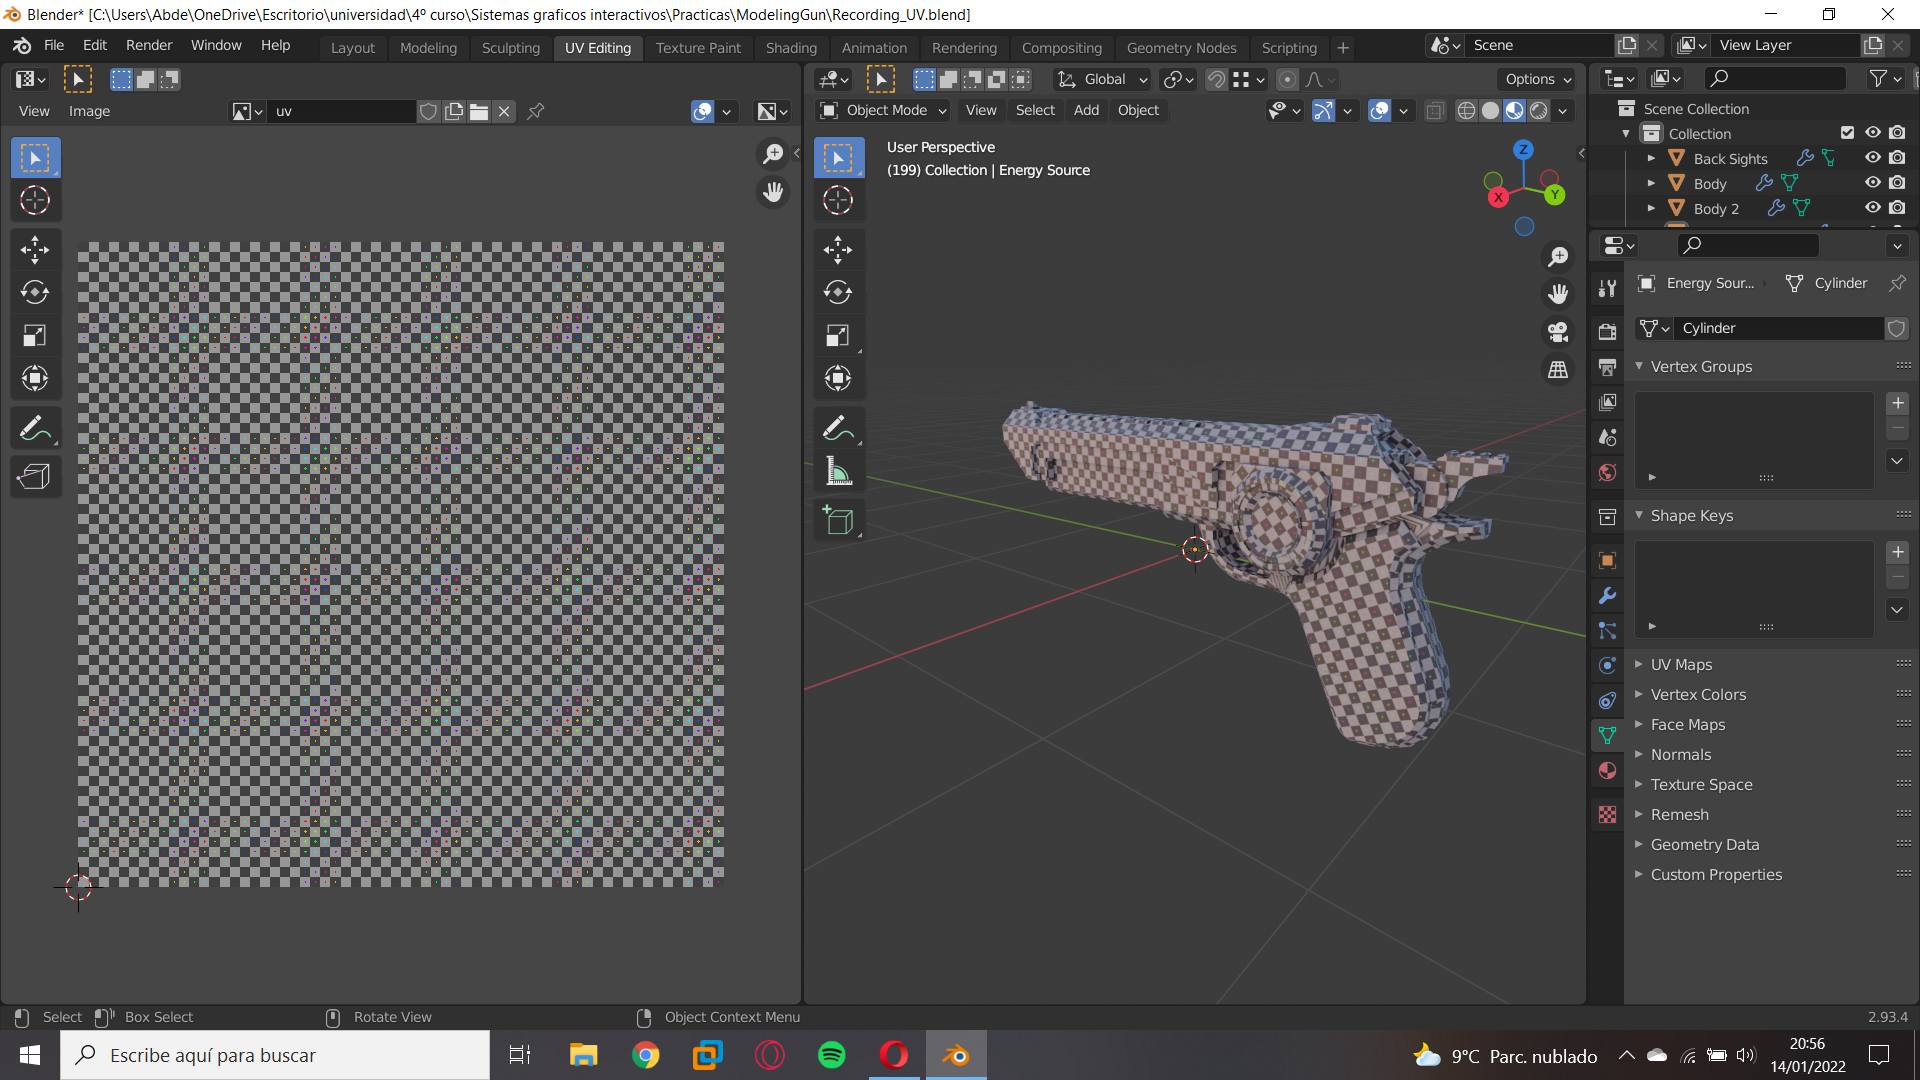 Blender* [C:\Users\Abde\OneDrive\Escritorio\universidad\4º curso\Sistemas graficos interactivos\Practicas\ModelingGun\Recording_UV.blend]
File Edit Render Window Help Layout Modeling Sculpting UV Editing Texture Paint Shading Animation Rendering Compositing Geometry Nodes Scripting + Scene View Layer
Global Options
View Image uv Object Mode View Select Add Object
Scene Collection
Collection
Back Sights
Body
Body 2
User Perspective
(199) Collection | Energy Source
Z
X
Y
Energy Sour... Cylinder
Cylinder
Vertex Groups
Shape Keys
UV Maps
Vertex Colors
Face Maps
Normals
Texture Space
Remesh
Geometry Data
Custom Properties
Select Box Select Rotate View Object Context Menu 2.93.4
Escribe aquí para buscar
9°C Parc. nublado
20:56
14/01/2022